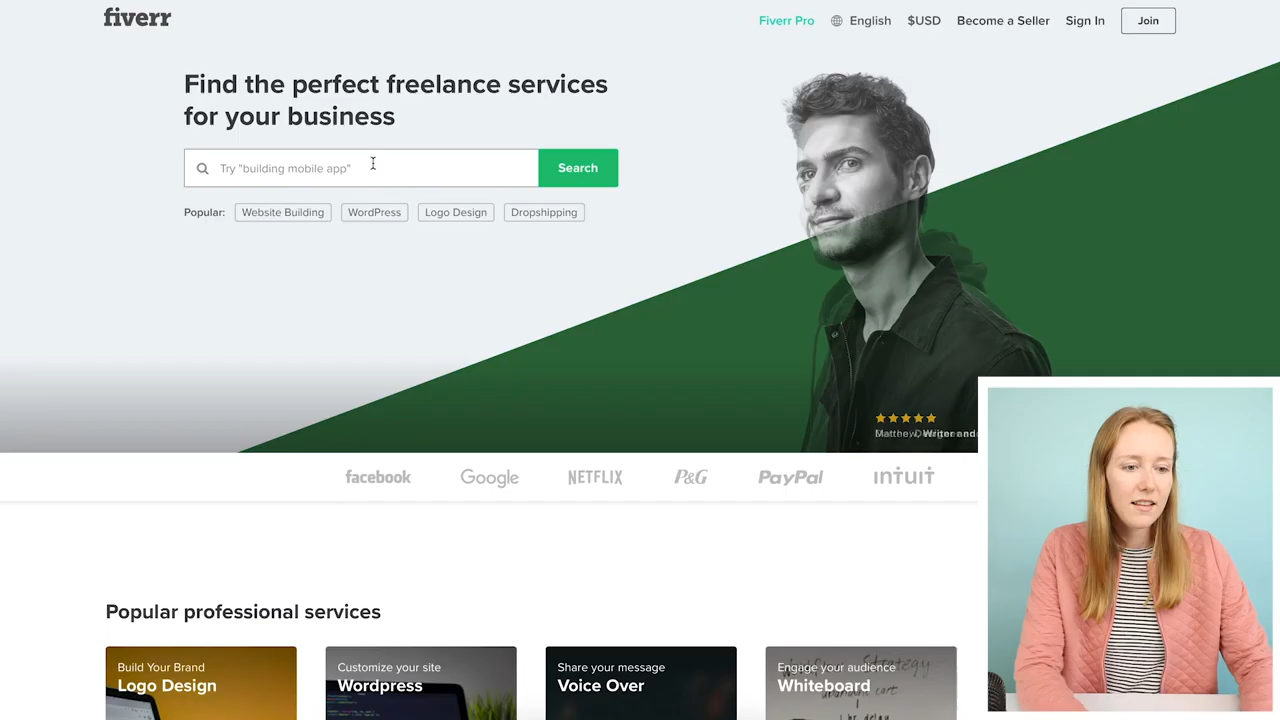 fiverr
Fiverr Pro English $USD Become a Seller Sign In Join
Find the perfect freelance services
for your business
Try "building mobile app" Search
Popular: Website Building WordPress Logo Design Dropshipping
facebook Google NETFLIX P&G PayPal intuit
Popular professional services
Build Your Brand
Logo Design
Customize your site
Wordpress
Share your message
Voice Over
Engage your audience
Whiteboard